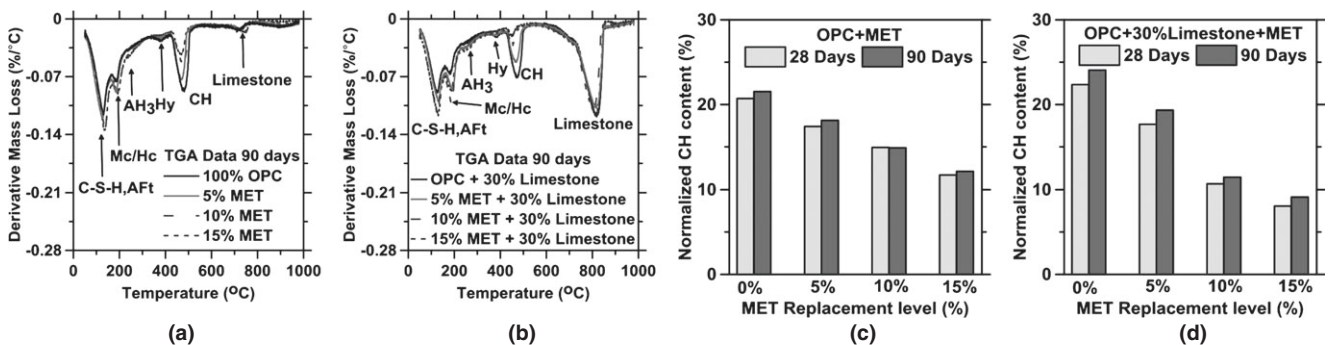 0
-0.07
-0.14
-0.21
-0.28
Derivative Mass Loss (%/°C)
AH3
Hy
CH
Limestone
Mc/Hc
C-S-H,AFt
TGA Data 90 days
100% OPC
5% MET
10% MET
15% MET
0 200 400 600 800 1000
Temperature (°C)
(a)
0
-0.07
-0.14
-0.21
-0.28
Derivative Mass Loss (%/°C)
Hy
AH3
CH
Mc/Hc
C-S-H,AFt
Limestone
TGA Data 90 days
OPC + 30% Limestone
5% MET + 30% Limestone
10% MET + 30% Limestone
15% MET + 30% Limestone
0 200 400 600 800 1000
Temperature (°C)
(b)
30
20
10
0
Normalized CH content (%)
OPC+MET
28 Days 90 Days
0% 5% 10% 15%
MET Replacement level (%)
(c)
30
20
10
0
Normalized CH content (%)
OPC+30%Limestone+MET
28 Days 90 Days
0% 5% 10% 15%
MET Replacement level (%)
(d)